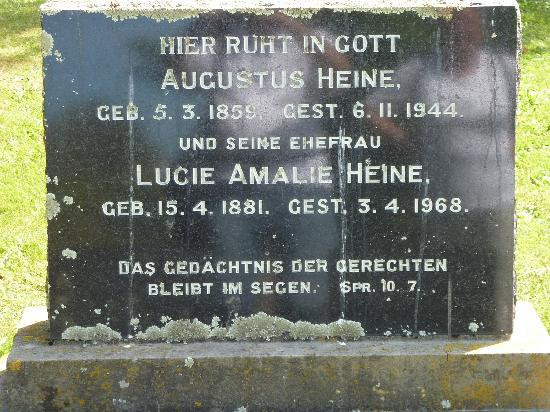 HIER RUHT IN GOTT
AUGUSTUS HEINE,
GEB. 5. 3. 1859. GEST. 6. 11. 1944.
UND SEINE EHEFRAU
LUCIE AMALIE HEINE,
GEB. 15. 4. 1881. GEST. 3. 4. 1968.
DAS GEDÄCHTNIS DER GERECHTEN
BLEIBT IM SEGEN. SPR. 10. 7.